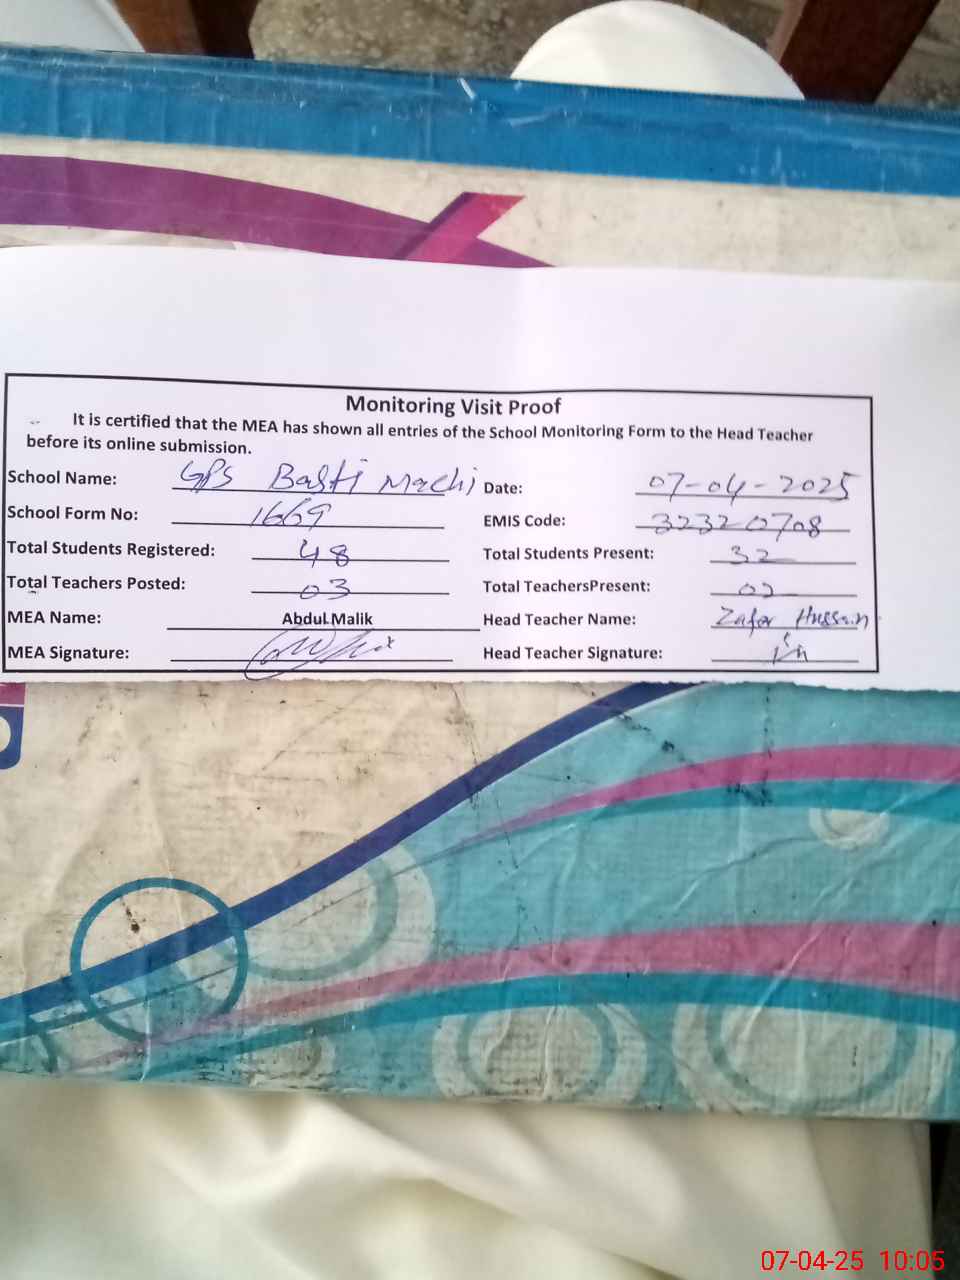 Monitoring Visit Proof
It is certified that the MEA has shown all entries of the School Monitoring Form to the Head Teacher
before its online submission.
School Name: GPS Basti Machi Date: 07-04-2025
School Form No: 1669 EMIS Code: 32320708
Total Students Registered: 48 Total Students Present: 32
Total Teachers Posted: 03 Total TeachersPresent: 02
MEA Name: Abdul Malik Head Teacher Name: Zafar Hussain
MEA Signature: Head Teacher Signature:
07-04-25 10:05